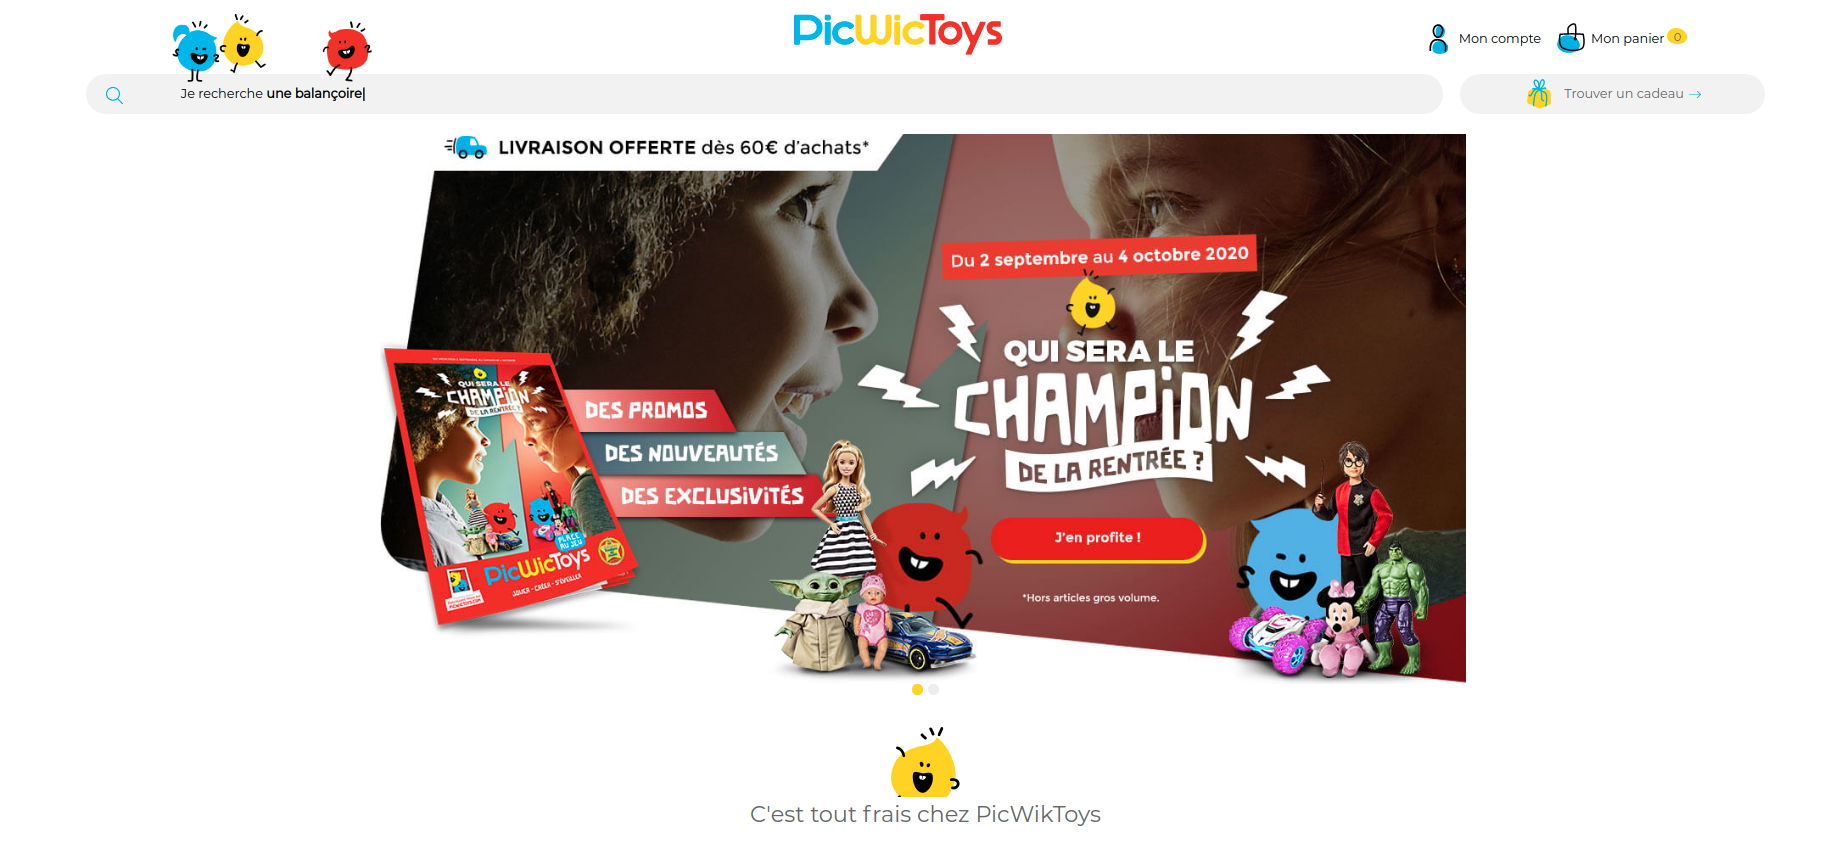 PicWicToys
Mon compte
Mon panier 0
Je recherche une balançoire|
Trouver un cadeau →
LIVRAISON OFFERTE dès 60€ d'achats*
Du 2 septembre au 4 octobre 2020
QUI SERA LE
CHAMPION
DE LA RENTRÉE ?
QUI SERA LE
CHAMPION
DE LA RENTRÉE ?
DES PROMOS
DES NOUVEAUTÉS
DES EXCLUSIVITÉS
PLACE
AU JEU
PicWicToys
JOUER - CRÉER - S'ÉVEILLER
J'en profite !
*Hors articles gros volume.
C'est tout frais chez PicWikToys